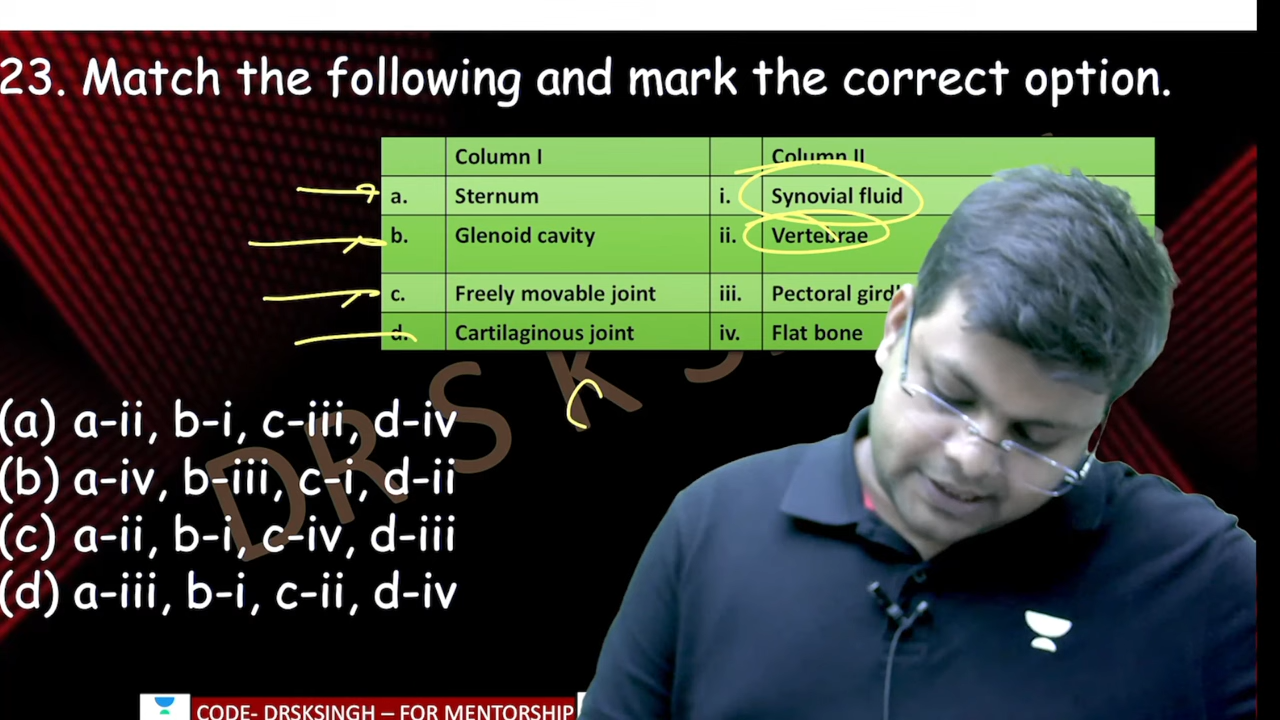 23. Match the following and mark the correct option.
Column I Column II
a. Sternum i. Synovial fluid
b. Glenoid cavity ii. Vertebrae
c. Freely movable joint iii. Pectoral
d. Cartilaginous joint iv. Flat bone
(a) a-ii, b-i, c-iii, d-iv
(b) a-iv, b-iii, c-i, d-ii
(c) a-ii, b-i, c-iv, d-iii
(d) a-iii, b-i, c-ii, d-iv
DR S K
CODE- DRSKSINGH – FOR MENTORSHIP